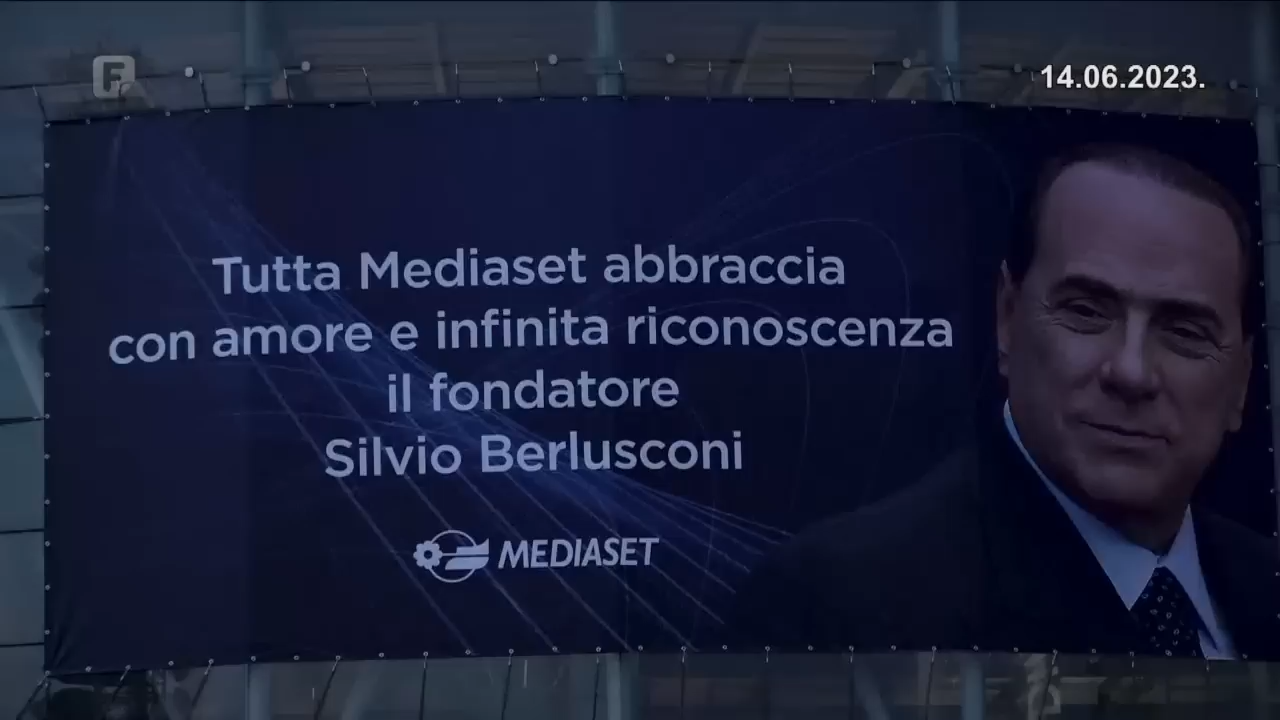 F
14.06.2023.
Tutta Mediaset abbraccia
con amore e infinita riconoscenza
il fondatore
Silvio Berlusconi
MEDIASET